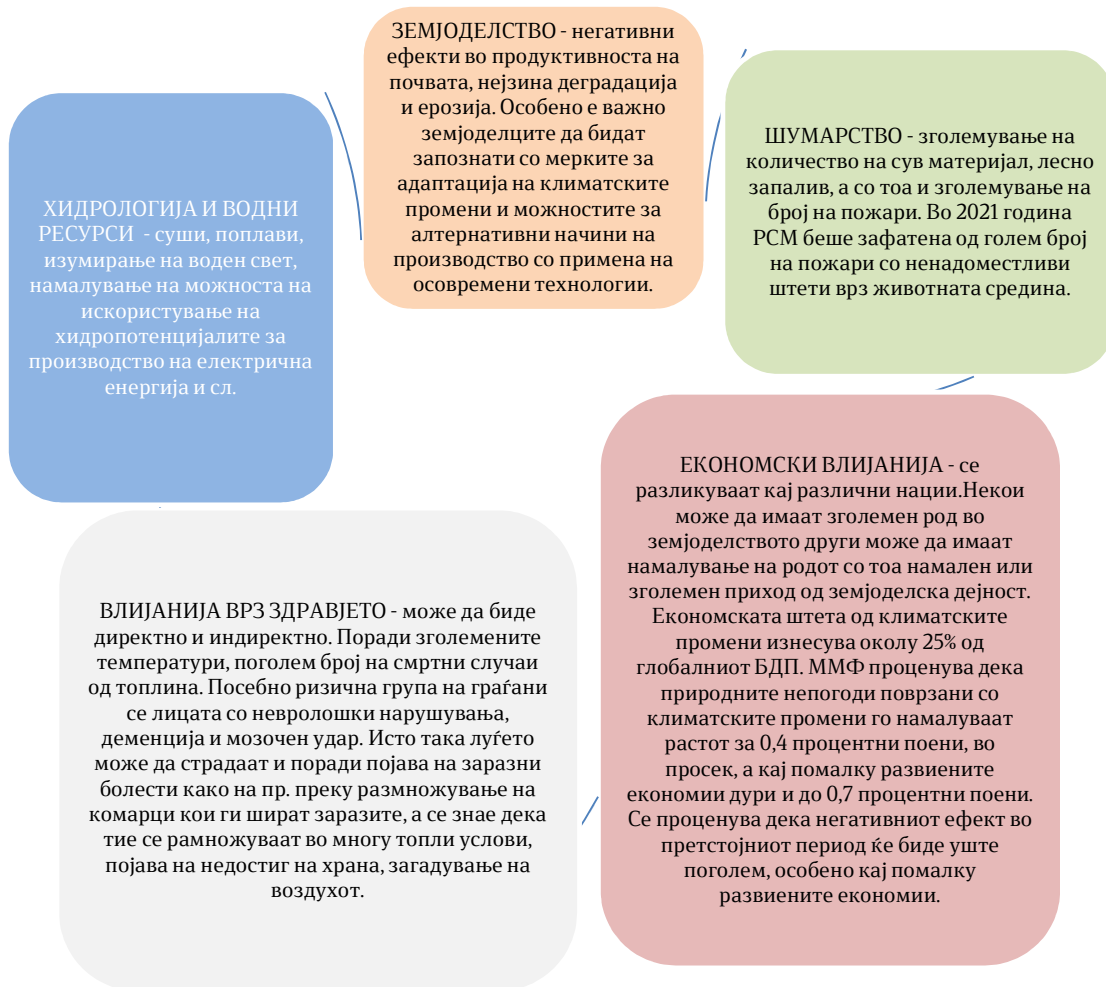 ЗЕМЈОДЕЛСТВО - негативни
ефекти во продуктивноста на
почвата, нејзина деградација
и ерозија. Особено е важно
земјоделците да бидат
запознати со мерките за
адаптација на климатските
промени и можностите за
алтернативни начини на
производство со примена на
осовремени технологии.
ШУМАРСТВО - зголемување на
количество на сув материјал, лесно
запалив, а со тоа и зголемување на
број на пожари. Во 2021 година
РСМ беше зафатена од голем број
на пожари со ненадоместливи
штети врз животната средина.
ХИДРОЛОГИЈА И ВОДНИ
РЕСУРСИ - суши, поплави,
изумирање на воден свет,
намалување на можноста на
искористување на
хидропотенцијалите за
производство на електрична
енергија и сл.
ЕКОНОМСКИ ВЛИЈАНИЈА - се
разликуваат кај различни нации.Некои
може да имаат зголемен род во
земјоделството други може да имаат
намалување на родот со тоа намален или
зголемен приход од земјоделска дејност.
Економската штета од климатските
промени изнесува околу 25% од
глобалниот БДП. ММФ проценува дека
природните непогоди поврзани со
климатските промени го намалуваат
растот за 0,4 процентни поени, во
просек, а кај помалку развиените
економии дури и до 0,7 процентни поени.
Се проценува дека негативниот ефект во
претстојниот период ќе биде уште
поголем, особено кај помалку
развиените економии.
ВЛИЈАНИЈА ВРЗ ЗДРАВЈЕТО - може да биде
директно и индиректно. Поради зголемените
температури, поголем број на смртни случаи
од топлина. Посебно ризична група на граѓани
се лицата со невролошки нарушувања,
деменција и мозочен удар. Исто така луѓето
може да страдаат и поради појава на заразни
болести како на пр. преку размножување на
комарци кои ги шират заразите, а се знае дека
тие се рамножуваат во многу топли услови,
појава на недостиг на храна, загадување на
воздухот.